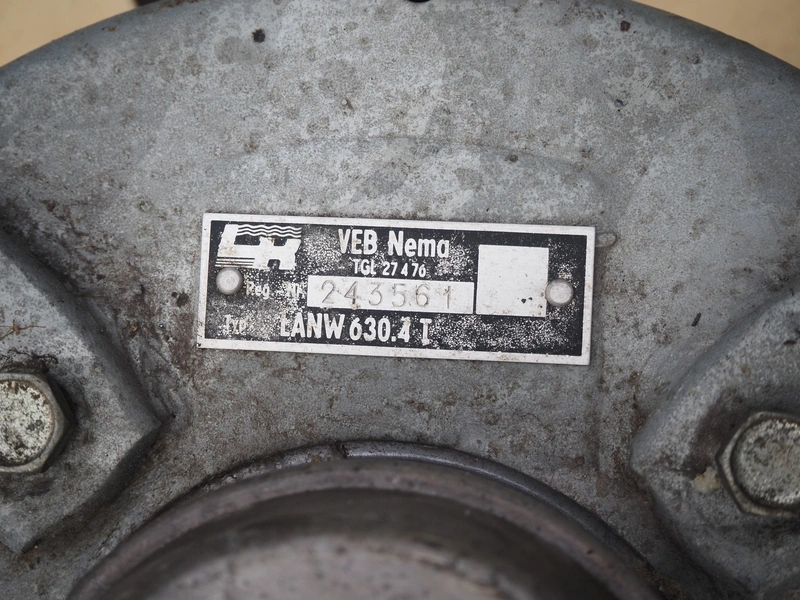 VEB Nema
TGL 27476
Reg.-Nr. 243561
Typ LANW 630.4 T